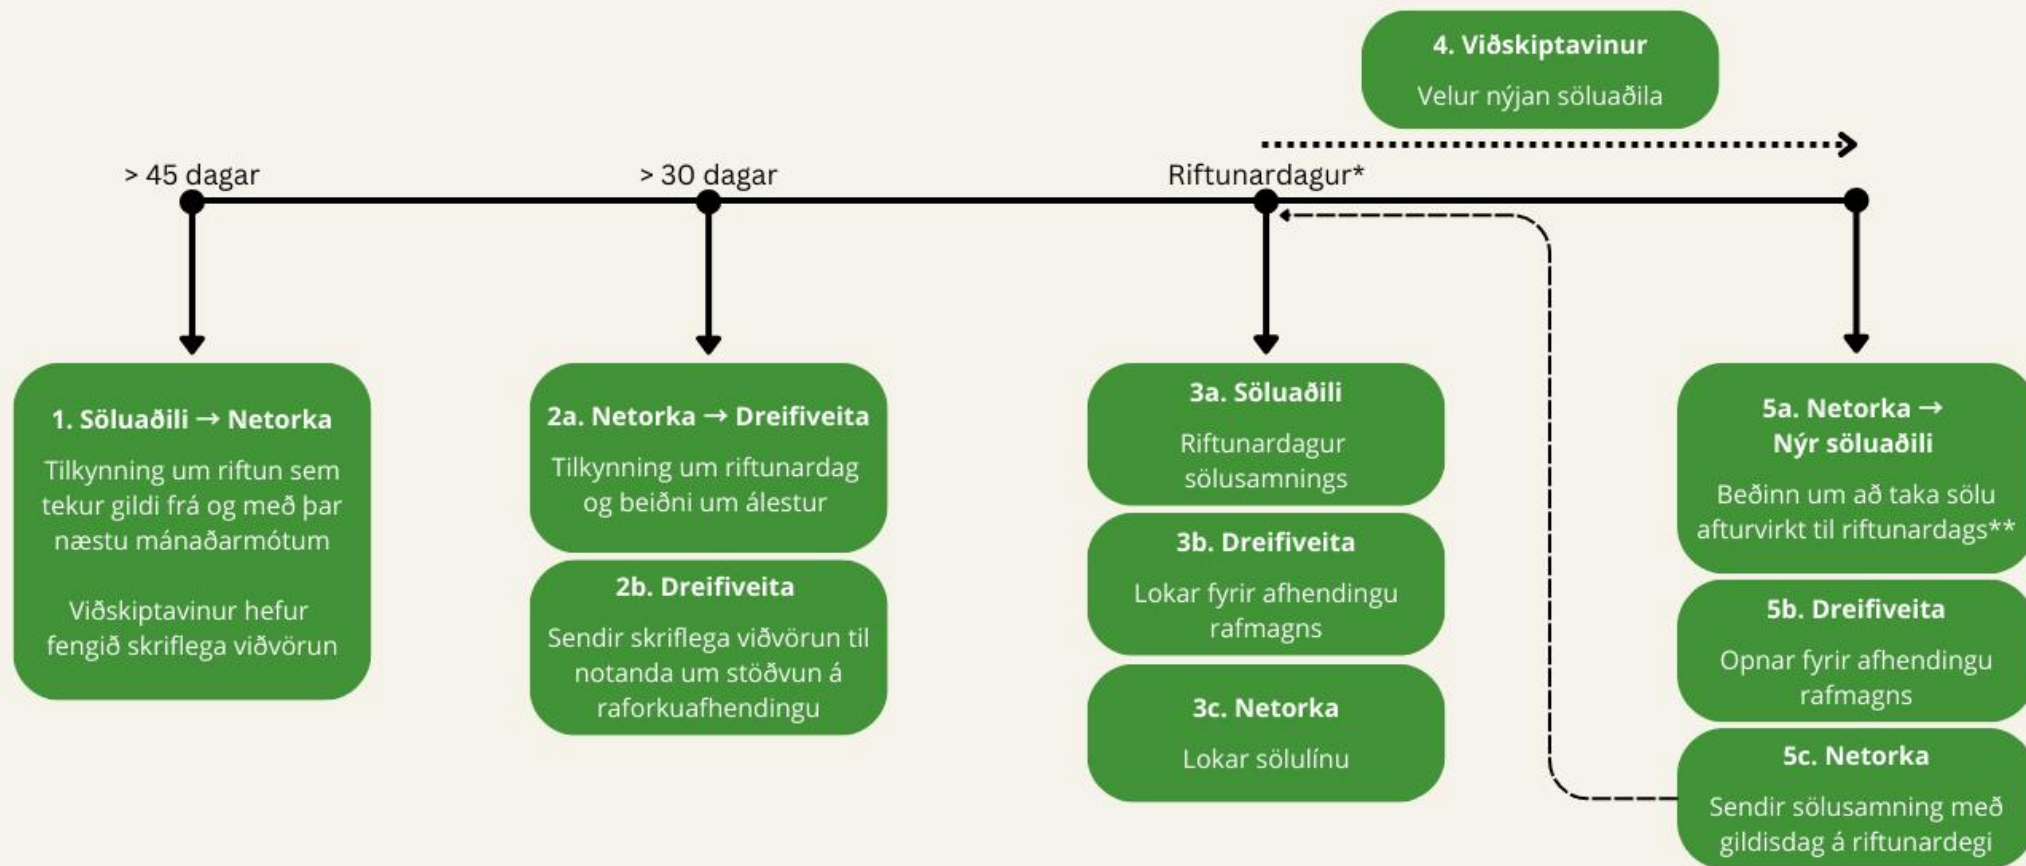 4. Viðskiptavinur
Velur nýjan söluaðila
> 45 dagar
> 30 dagar
Riftunardagur*
1. Söluaðili → Netorka
Tilkynning um riftun sem
tekur gildi frá og með þar
næstu mánaðarmótum
Viðskiptavinur hefur
fengið skriflega viðvörun
2a. Netorka → Dreifiveita
Tilkynning um riftunardag
og beiðni um álestur
2b. Dreifiveita
Sendir skriflega viðvörun til
notanda um stöðvun á
raforkuafhendingu
3a. Söluaðili
Riftunardagur
sölusamnings
3b. Dreifiveita
Lokar fyrir afhendingu
rafmagns
3c. Netorka
Lokar sölulínu
5a. Netorka →
Nýr söluaðili
Beðinn um að taka sölu
afturvirkt til riftunardags**
5b. Dreifiveita
Opnar fyrir afhendingu
rafmagns
5c. Netorka
Sendir sölusamning með
gildisdag á riftunardegi